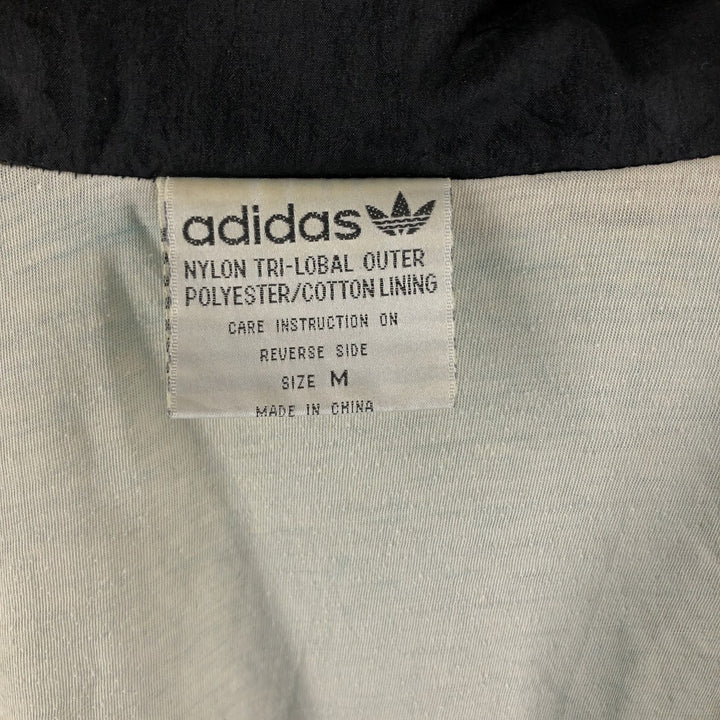 adidas
NYLON TRI-LOBAL OUTER
POLYESTER/COTTON LINING
CARE INSTRUCTION ON
REVERSE SIDE
SIZE M
MADE IN CHINA